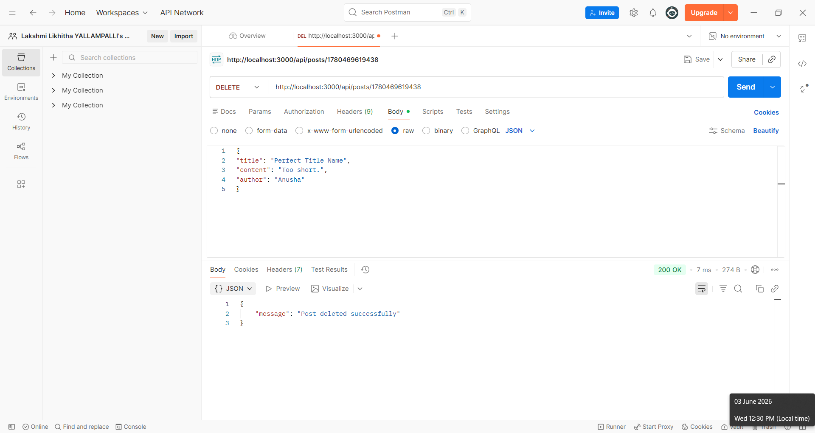 Home Workspaces API Network Search Postman Ctrl K Invite Upgrade
Lakshmi Likhitha YALLAMPALLI's ... New Import Overview DEL http://localhost:3000/ap No environment
Collections Search collections
My Collection
My Collection
My Collection
Environments
History
Flows
HTTP http://localhost:3000/api/posts/1780469619438 Save Share
DELETE http://localhost:3000/api/posts/1780469619438 Send
Docs Params Authorization Headers (9) Body Scripts Tests Settings Cookies
none form-data x-www-form-urlencoded raw binary GraphQL JSON Schema Beautify
1 {
2 "title": "Perfect Title Name",
3 "content": "Too short.",
4 "author": "Anusha"
5 }
Body Cookies Headers (7) Test Results 200 OK 7 ms 274 B
{ } JSON Preview Visualize
1 {
2 "message": "Post deleted successfully"
3 }
03 June 2026
Wed 12:30 PM (Local time)
Online Find and replace Console Runner Start Proxy Cookies